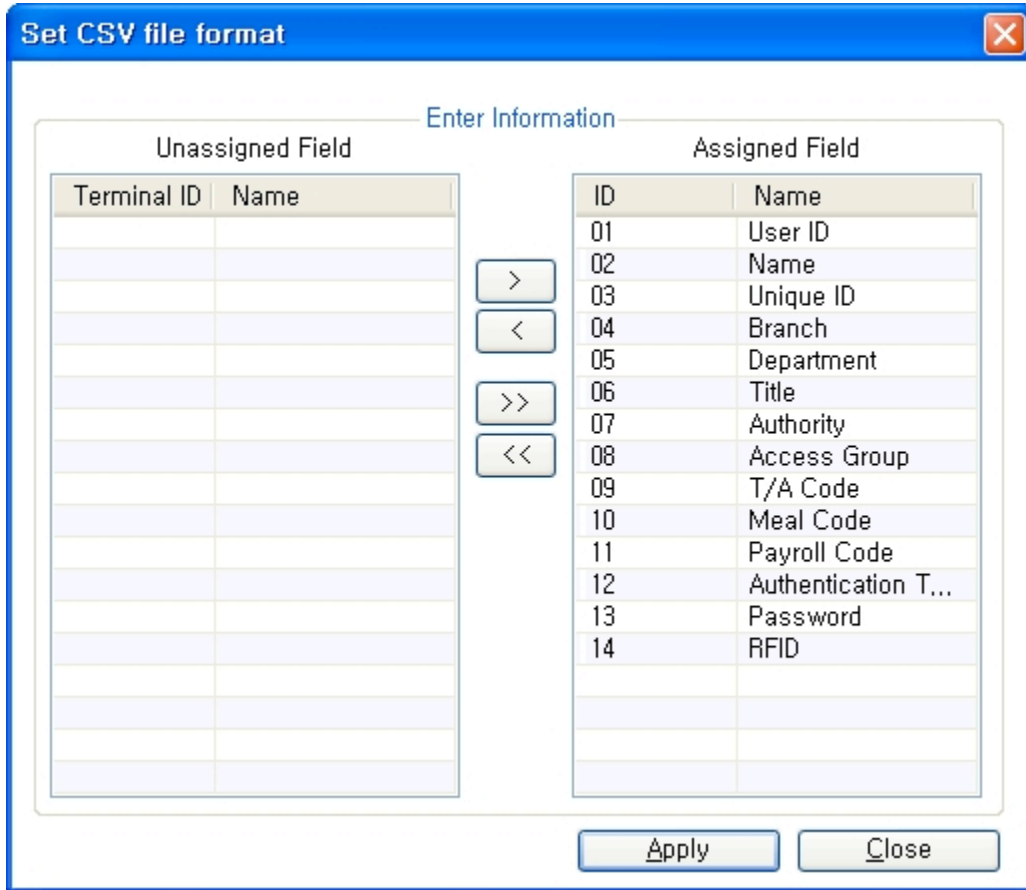 Set CSV file format
Enter Information
Unassigned Field
Terminal ID Name
>
<
>>
<<
Assigned Field
ID Name
01 User ID
02 Name
03 Unique ID
04 Branch
05 Department
06 Title
07 Authority
08 Access Group
09 T/A Code
10 Meal Code
11 Payroll Code
12 Authentication T...
13 Password
14 RFID
Apply Close